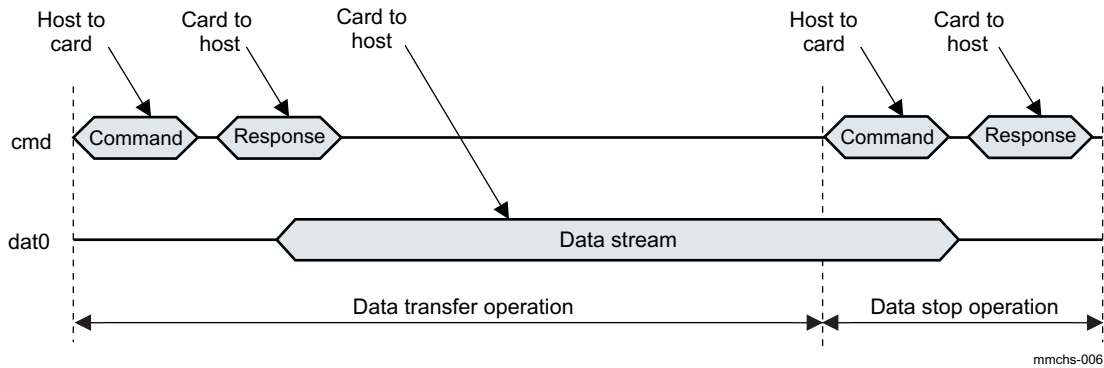 Host to
card
Card to
host
Card to
host
Host to
card
Card to
host
cmd
Command
Response
Command
Response
dat0
Data stream
Data transfer operation
Data stop operation
mmchs-006